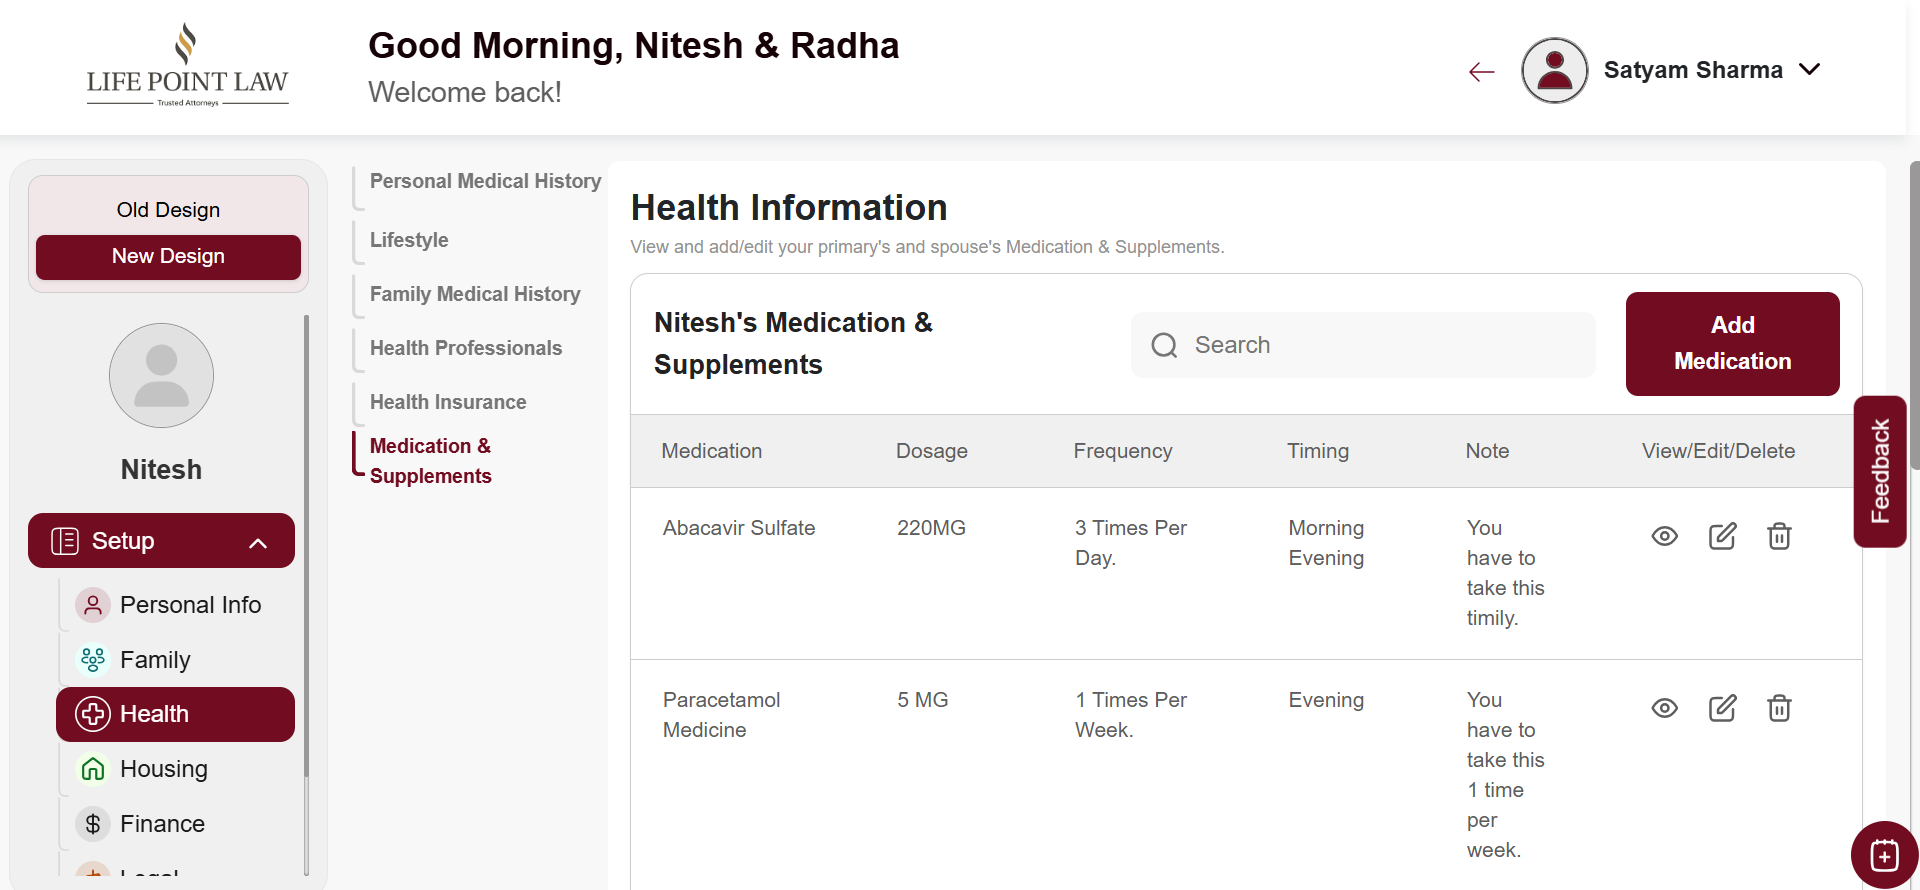 LIFE POINT LAW
Trusted Attorneys
Good Morning, Nitesh & Radha
Welcome back!
Satyam Sharma
Old Design
New Design
Nitesh
Setup
Personal Info
Family
Health
Housing
Finance
Legal
Personal Medical History
Lifestyle
Family Medical History
Health Professionals
Health Insurance
Medication &
Supplements
Health Information
View and add/edit your primary's and spouse's Medication & Supplements.
Nitesh's Medication &
Supplements
Search
Add
Medication
Medication Dosage Frequency Timing Note View/Edit/Delete
Abacavir Sulfate 220MG 3 Times Per Morning You
Day. Evening have to
take this
timily.
Paracetamol 5 MG 1 Times Per Evening You
Medicine Week. have to
take this
1 time
per
week.
Feedback